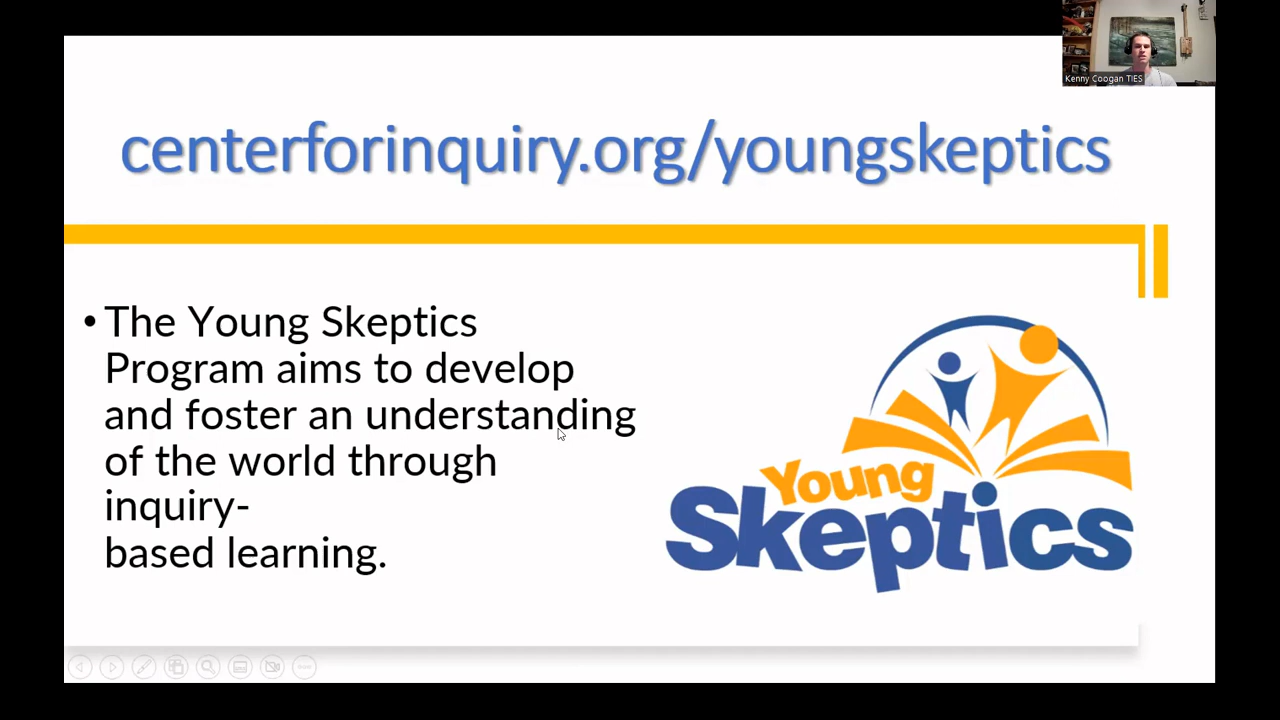 Kenny Coogan TIES
centerforinquiry.org/youngskeptics
• The Young Skeptics
Program aims to develop
and foster an understanding
of the world through
inquiry-
based learning.
Young
Skeptics